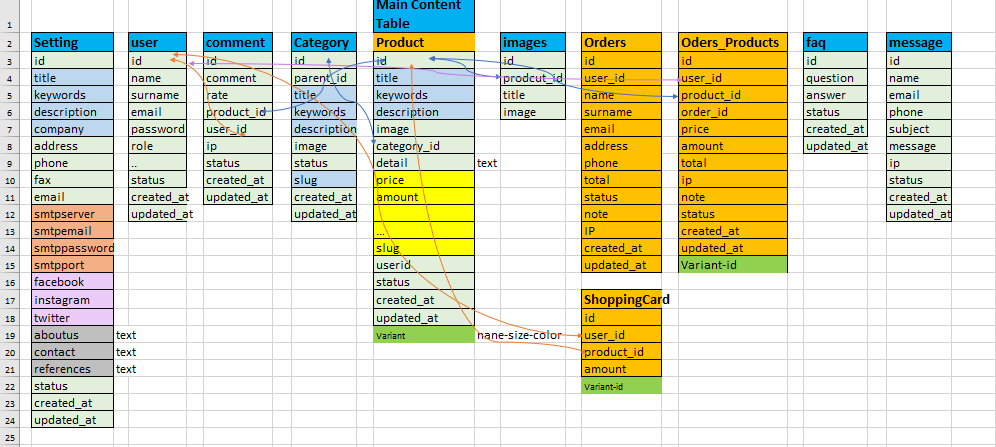 Main Content
1 Table
2 Setting user comment Category Product images Orders Oders_Products faq message
3 id id id id id id id id id id
4 title name comment parent_id title prodcut_id user_id user_id question name
5 keywords surname rate title keywords title name product_id answer email
6 description email product_id keywords description image surname order_id status phone
7 company password user_id description image email price created_at subject
8 address role ip image category_id address amount updated_at message
9 phone .. status status detail text phone total ip
10 fax status created_at slug price total ip status
11 email created_at updated_at created_at amount status note created_at
12 smtpserver updated_at updated_at note status updated_at
13 smtpemail ... IP created_at
14 smtppassword slug created_at updated_at
15 smtpport userid updated_at Variant-id
16 facebook status
17 instagram created_at ShoppingCard
18 twitter updated_at id
19 aboutus text Variant nane-size-color user_id
20 contact text product_id
21 references text amount
22 status Variant-id
23 created_at
24 updated_at
25